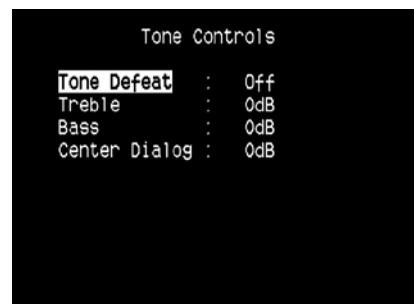 Tone Controls
Tone Defeat : Off
Treble : 0dB
Bass : 0dB
Center Dialog : 0dB